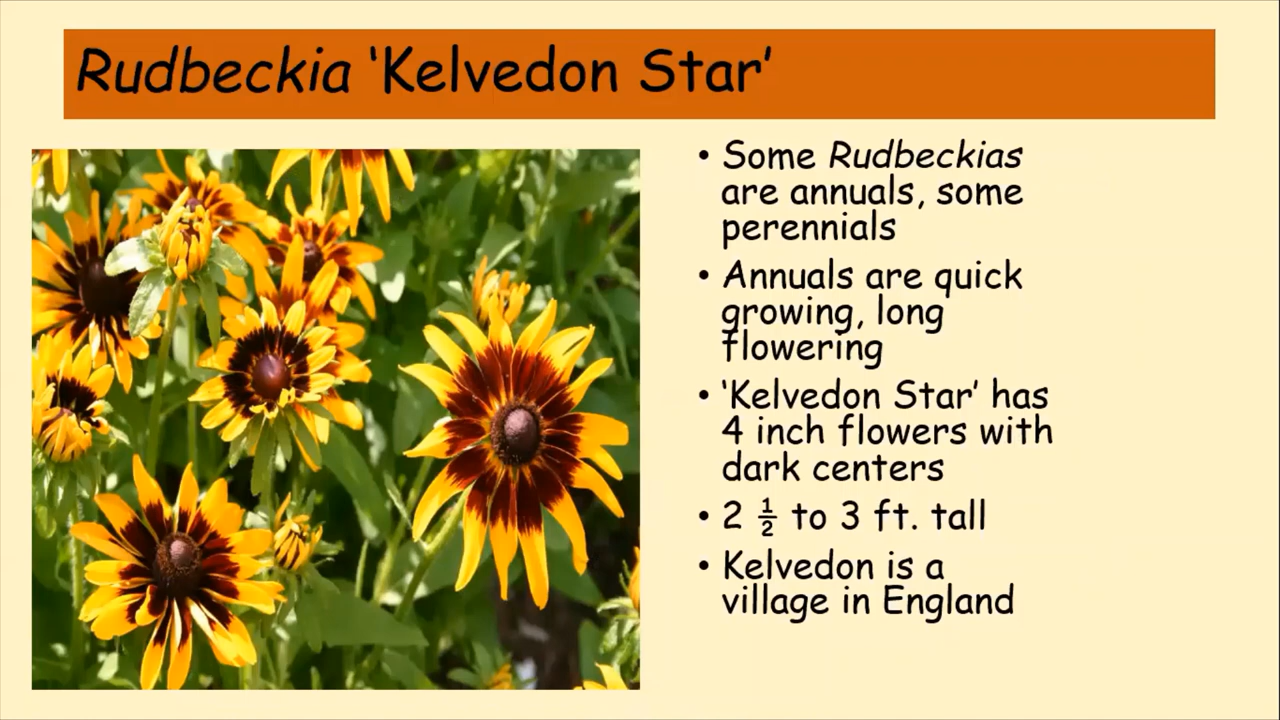 Rudbeckia ‘Kelvedon Star’
• Some Rudbeckias
are annuals, some
perennials
• Annuals are quick
growing, long
flowering
• ‘Kelvedon Star’ has
4 inch flowers with
dark centers
• 2 ½ to 3 ft. tall
• Kelvedon is a
village in England